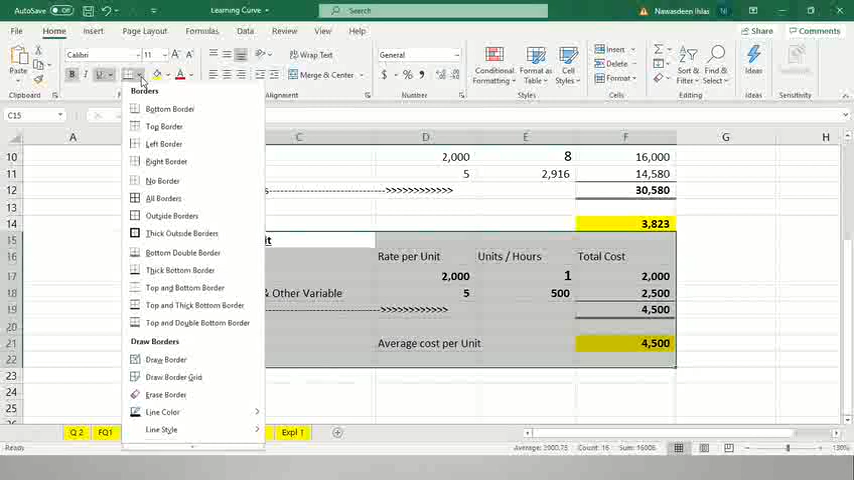 AutoSave Off Learning Curve Search Nawasdeen Ihlas NI
File Home Insert Page Layout Formulas Data Review View Help Share Comments
Calibri 11 A A Wrap Text General Insert
Paste Conditional Formatting Format as Table Cell Styles Delete Sort & Filter Find & Select Ideas Sensitivity
B I U A Merge & Center $ % Format
Clipboard Alignment Number Styles Cells Editing Ideas Sensitivity
C15
Borders
Bottom Border
Top Border
Left Border
Right Border
No Border
All Borders
Outside Borders
Thick Outside Borders
Bottom Double Border
Thick Bottom Border
Top and Bottom Border
Top and Thick Bottom Border
Top and Double Bottom Border
Draw Borders
Draw Border
Draw Border Grid
Erase Border
Line Color
Line Style
A C D E F G H
10 2,000 8 16,000
11 5 2,916 14,580
12 s------------------------------->>>>>>>>>>>> 30,580
13
14 3,823
15 it
16 Rate per Unit Units / Hours Total Cost
17 2,000 1 2,000
18 & Other Variable 5 500 2,500
19 ------------------------------->>>>>>>>>>>> 4,500
20
21 Average cost per Unit 4,500
22
23
24
25
Q 2 FQ1 Expl 1
Ready Average: 2000.75 Count: 16 Sum: 16006 130%